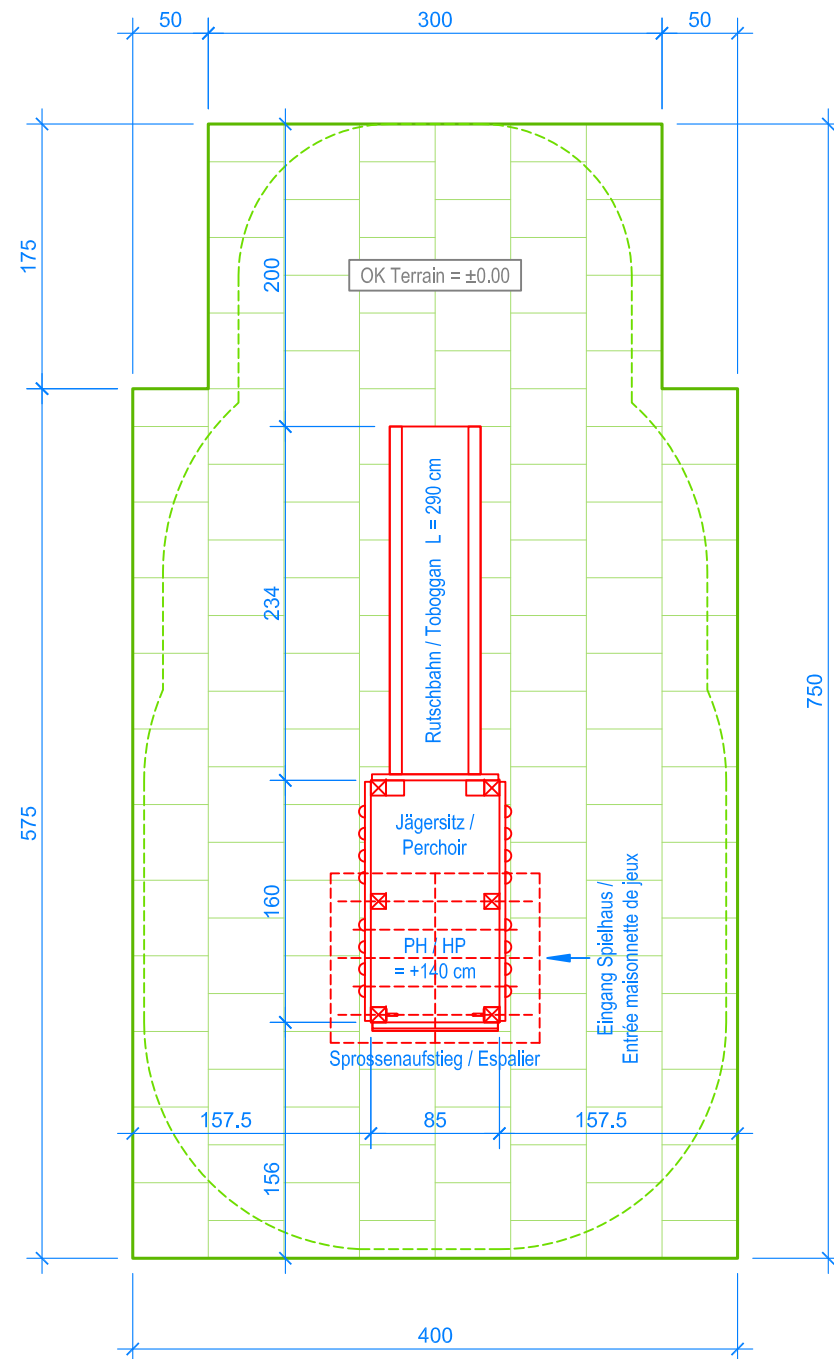 50
300
50
175
200
OK Terrain = ±0.00
Rutschbahn / Toboggan L = 290 cm
234
750
575
Jägersitz /
Perchoir
160
PH / HP
= +140 cm
Eingang Spielhaus /
Entrée maisonnette de jeux
Sprossenaufstieg / Espalier
157.5
85
157.5
156
400